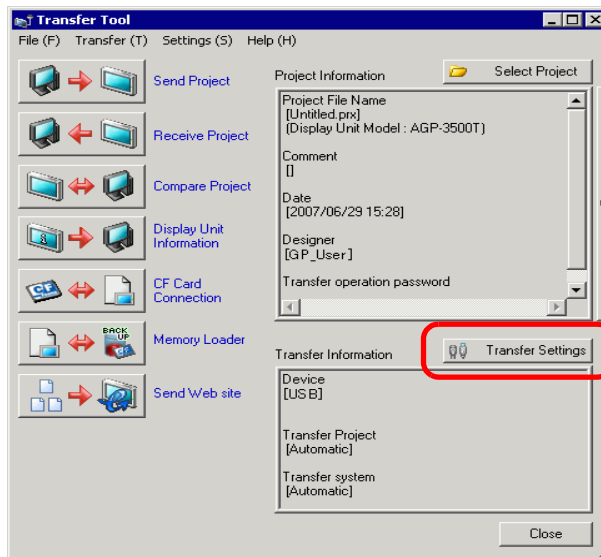 Transfer Tool
File (F) Transfer (T) Settings (S) Help (H)
Send Project
Receive Project
Compare Project
Display Unit
Information
CF Card
Connection
Memory Loader
Send Web site
Project Information
Select Project
Project File Name
[Untitled.prx]
(Display Unit Model : AGP-3500T)
Comment
[]
Date
[2007/06/29 15:28]
Designer
[GP_User]
Transfer operation password
Transfer Information
Transfer Settings
Device
[USB]
Transfer Project
[Automatic]
Transfer system
[Automatic]
Close
CF
BACK
UP